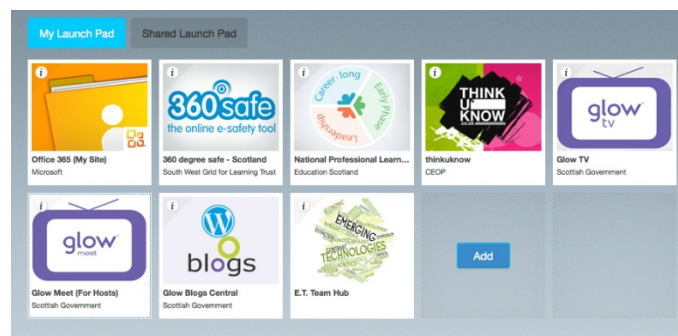 My Launch Pad
Shared Launch Pad
i
i
i
i
i
360safe
the online e-safety tool
Career-long
Early Phase
Leadership
THINK
U
KNOW
.co.uk
glow
tv
Office 365 (My Site)
Microsoft
360 degree safe - Scotland
South West Grid for Learning Trust
National Professional Learn...
Education Scotland
thinkuknow
CEOP
Glow TV
Scottish Government
i
i
i
glow
meet
W
blogs
EMERGING
TECHNOLOGIES
Add
Glow Meet (For Hosts)
Scottish Government
Glow Blogs Central
Scottish Government
E.T. Team Hub